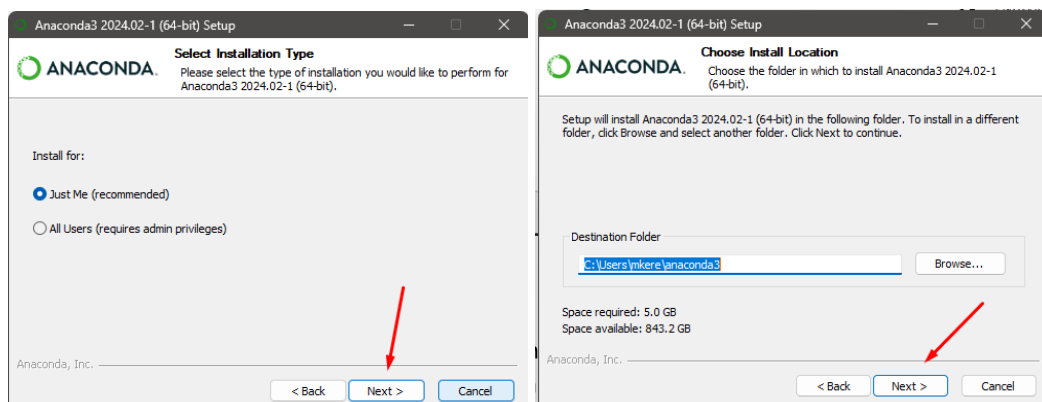 Anaconda3 2024.02-1 (64-bit) Setup
ANACONDA.
Select Installation Type
Please select the type of installation you would like to perform for
Anaconda3 2024.02-1 (64-bit).
Install for:
Just Me (recommended)
All Users (requires admin privileges)
Anaconda, Inc.
< Back
Next >
Cancel
Anaconda3 2024.02-1 (64-bit) Setup
ANACONDA.
Choose Install Location
Choose the folder in which to install Anaconda3 2024.02-1
(64-bit).
Setup will install Anaconda3 2024.02-1 (64-bit) in the following folder. To install in a different
folder, click Browse and select another folder. Click Next to continue.
Destination Folder
C:\Users\mkere\anaconda3
Browse...
Space required: 5.0 GB
Space available: 843.2 GB
Anaconda, Inc.
< Back
Next >
Cancel